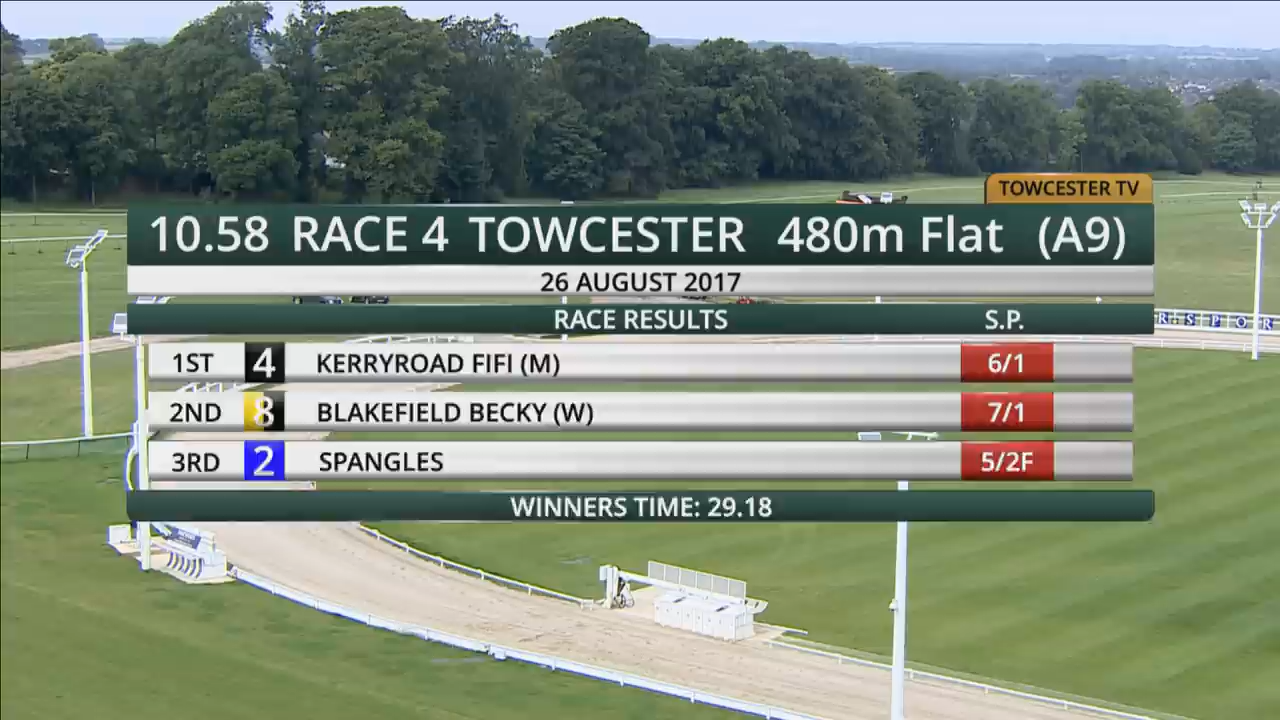 TOWCESTER TV
10.58 RACE 4 TOWCESTER 480m Flat (A9)
26 AUGUST 2017
RACE RESULTS S.P.
1ST 4 KERRYROAD FIFI (M) 6/1
2ND 8 BLAKEFIELD BECKY (W) 7/1
3RD 2 SPANGLES 5/2F
WINNERS TIME: 29.18